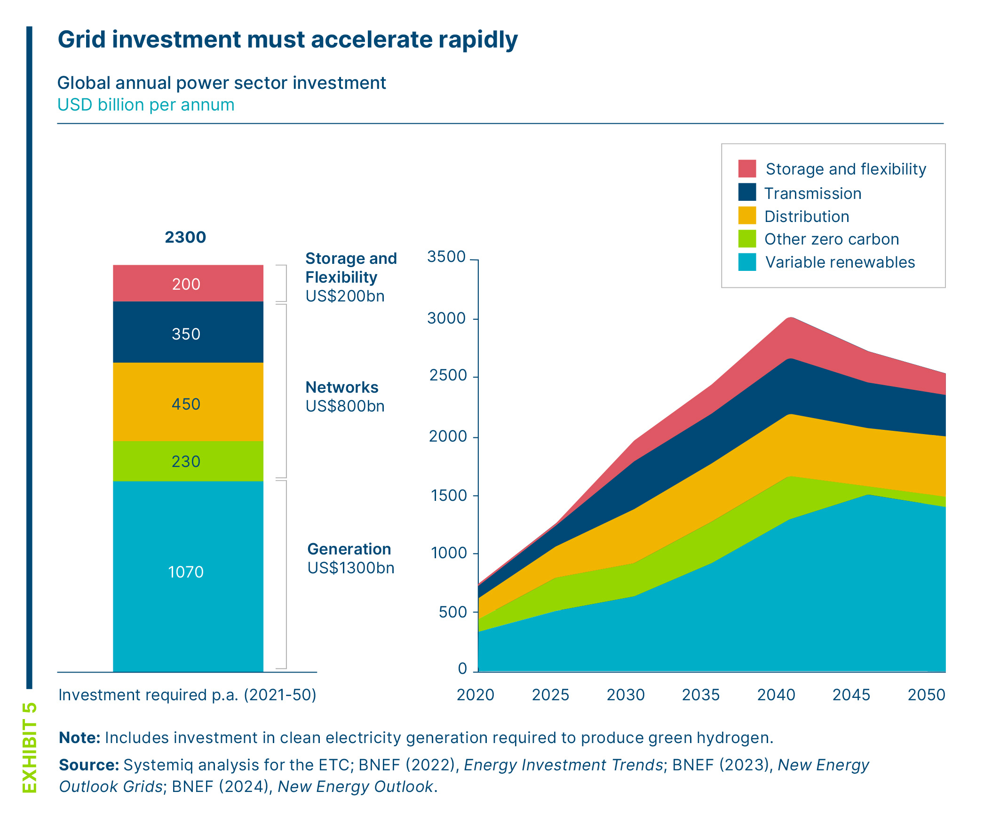 Grid investment must accelerate rapidly
Global annual power sector investment
USD billion per annum
Storage and flexibility
Transmission
Distribution
Other zero carbon
Variable renewables
2300
200
350
450
230
1070
Storage and
Flexibility
US$200bn
Networks
US$800bn
Generation
US$1300bn
Investment required p.a. (2021-50)
3500
3000
2500
2000
1500
1000
500
0
2020 2025 2030 2035 2040 2045 2050
EXHIBIT 5
Note: Includes investment in clean electricity generation required to produce green hydrogen.
Source: Systemiq analysis for the ETC; BNEF (2022), Energy Investment Trends; BNEF (2023), New Energy
Outlook Grids; BNEF (2024), New Energy Outlook.